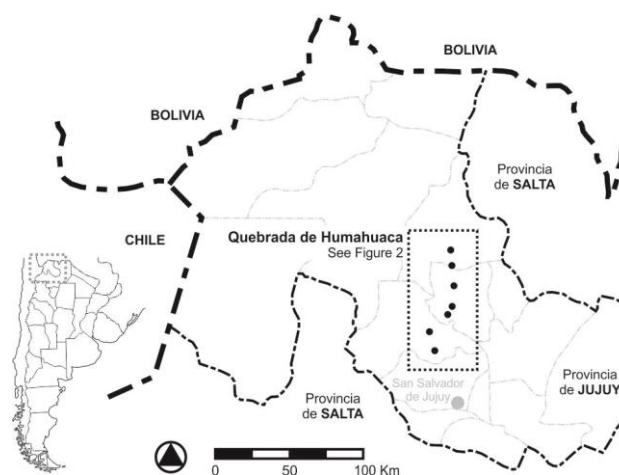 BOLIVIA
BOLIVIA
Provincia
de SALTA
CHILE
Quebrada de Humahuaca
See Figure 2
San Salvador
de Jujuy
Provincia
de JUJUY
Provincia
de SALTA
0 50 100 Km